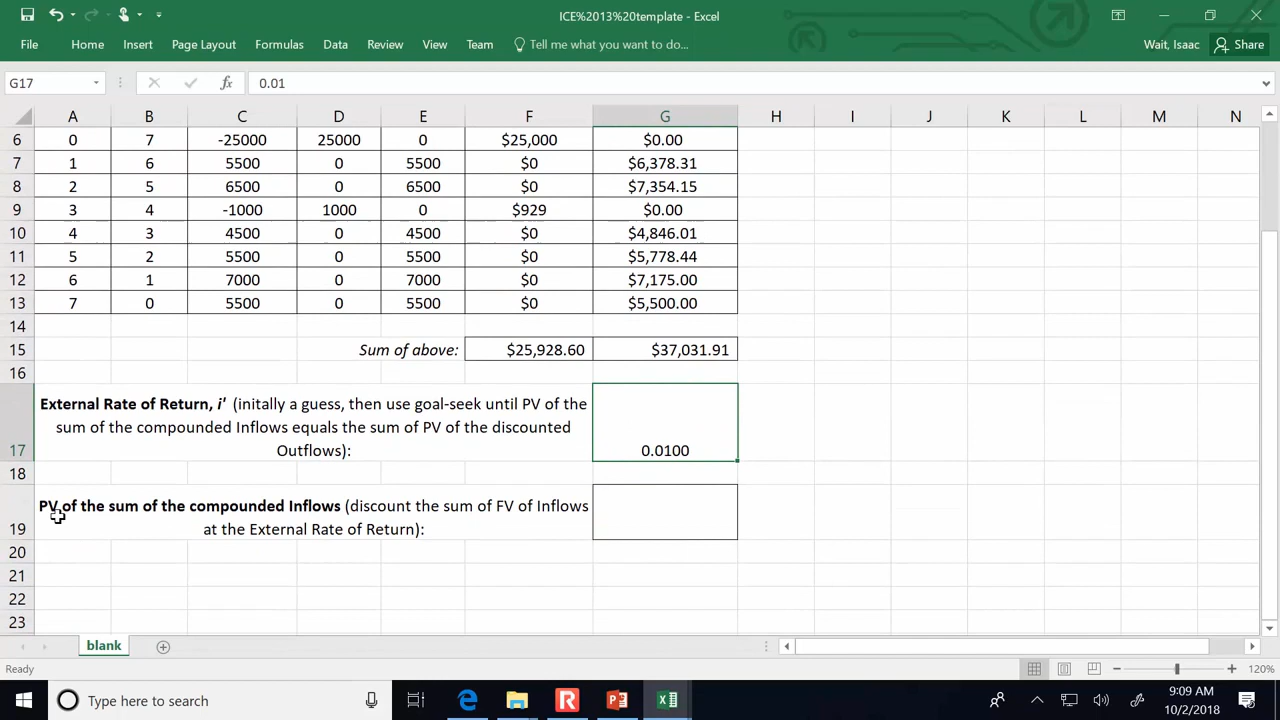 ICE%2013%20template - Excel
File Home Insert Page Layout Formulas Data Review View Team Tell me what you want to do... Wait, Isaac Share
G17 fx 0.01
A B C D E F G H I J K L M N
6 0 7 -25000 25000 0 $25,000 $0.00
7 1 6 5500 0 5500 $0 $6,378.31
8 2 5 6500 0 6500 $0 $7,354.15
9 3 4 -1000 1000 0 $929 $0.00
10 4 3 4500 0 4500 $0 $4,846.01
11 5 2 5500 0 5500 $0 $5,778.44
12 6 1 7000 0 7000 $0 $7,175.00
13 7 0 5500 0 5500 $0 $5,500.00
14
15 Sum of above: $25,928.60 $37,031.91
16
External Rate of Return, i' (initally a guess, then use goal-seek until PV of the
sum of the compounded Inflows equals the sum of PV of the discounted
17 Outflows): 0.0100
18
PV of the sum of the compounded Inflows (discount the sum of FV of Inflows
19 at the External Rate of Return):
20
21
22
23
blank
Ready 120%
Type here to search 9:09 AM
10/2/2018